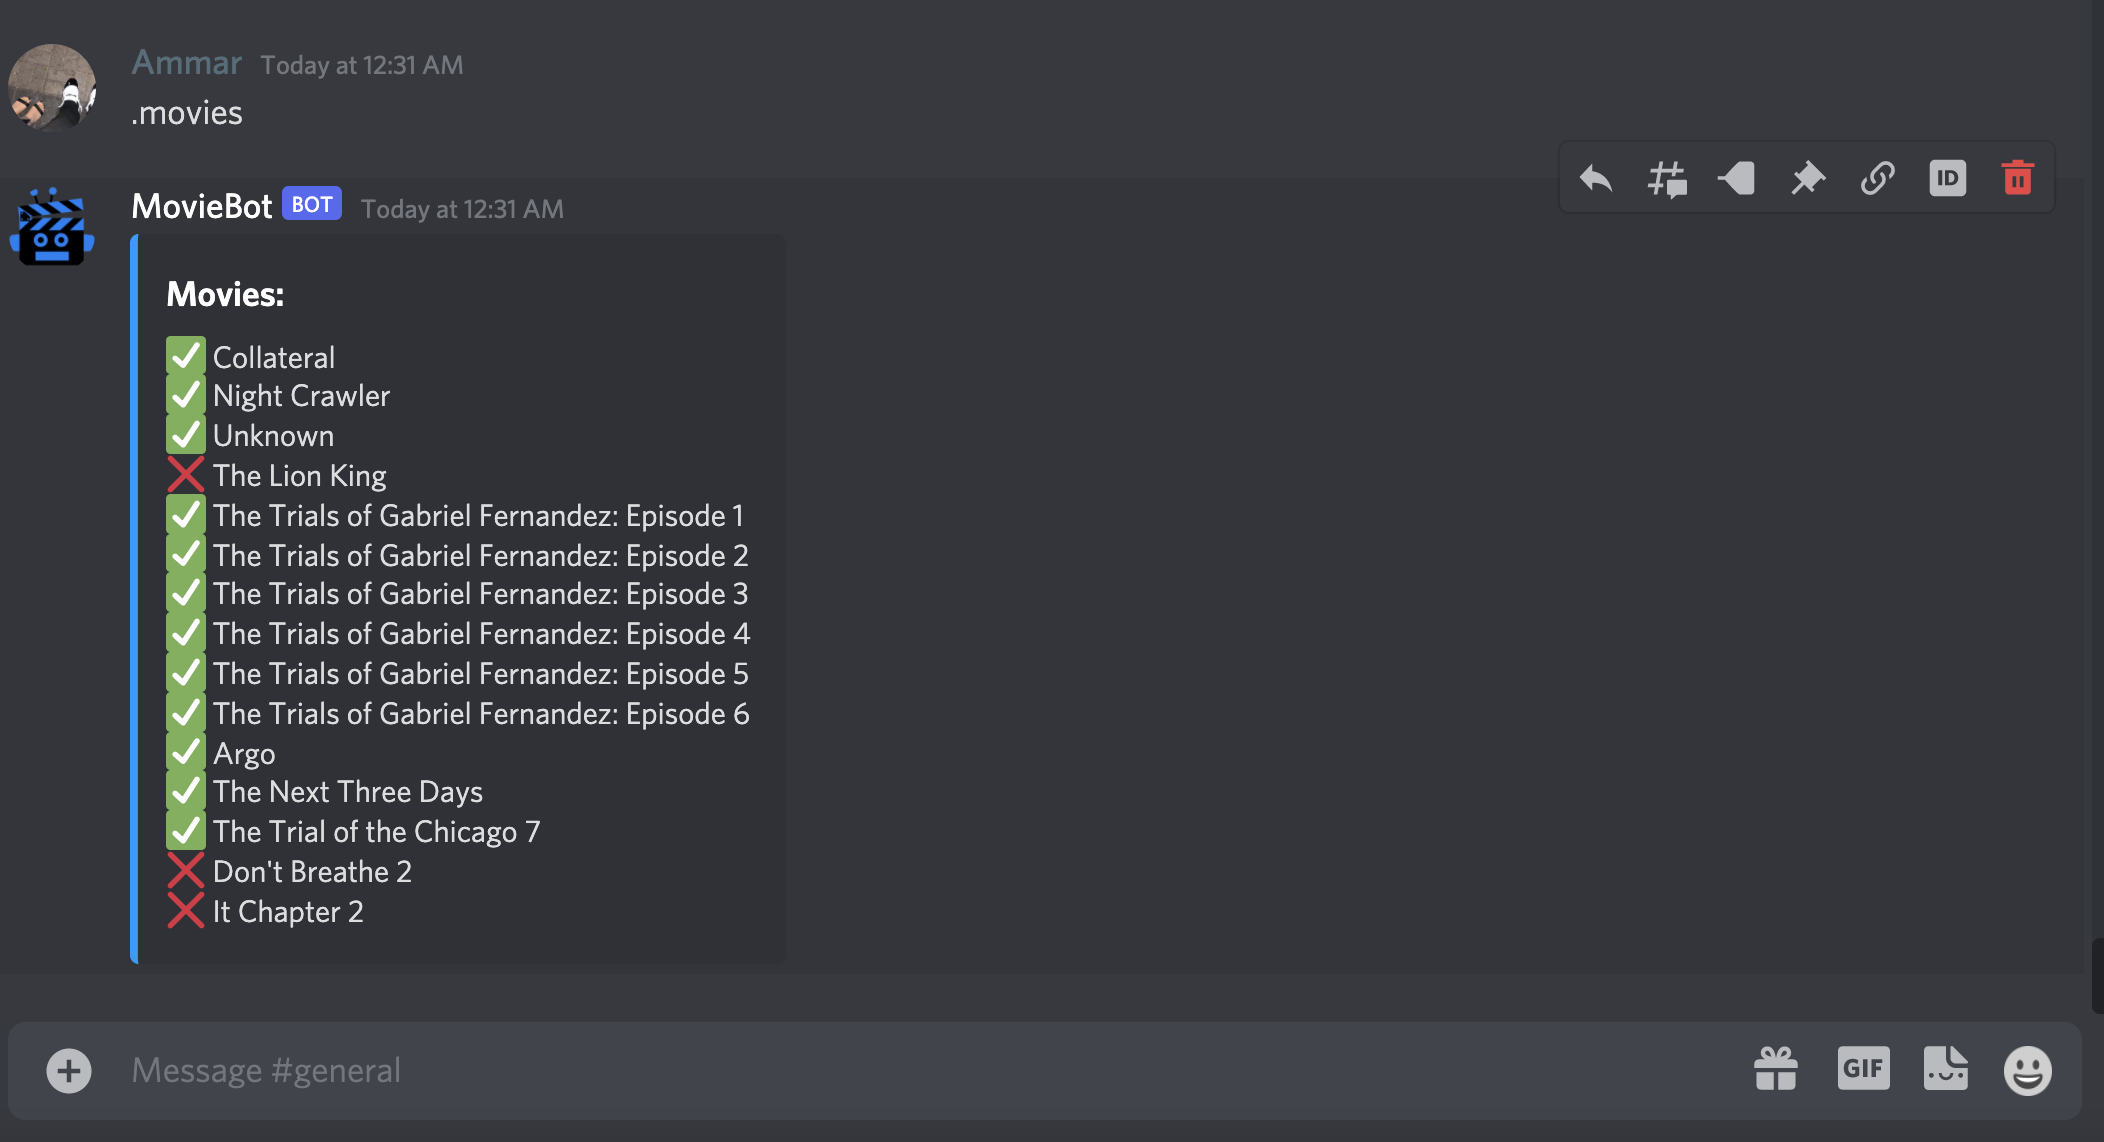 Ammar Today at 12:31 AM
.movies
MovieBot BOT Today at 12:31 AM
ID
Movies:
✅ Collateral
✅ Night Crawler
✅ Unknown
❌ The Lion King
✅ The Trials of Gabriel Fernandez: Episode 1
✅ The Trials of Gabriel Fernandez: Episode 2
✅ The Trials of Gabriel Fernandez: Episode 3
✅ The Trials of Gabriel Fernandez: Episode 4
✅ The Trials of Gabriel Fernandez: Episode 5
✅ The Trials of Gabriel Fernandez: Episode 6
✅ Argo
✅ The Next Three Days
✅ The Trial of the Chicago 7
❌ Don't Breathe 2
❌ It Chapter 2
Message #general
GIF